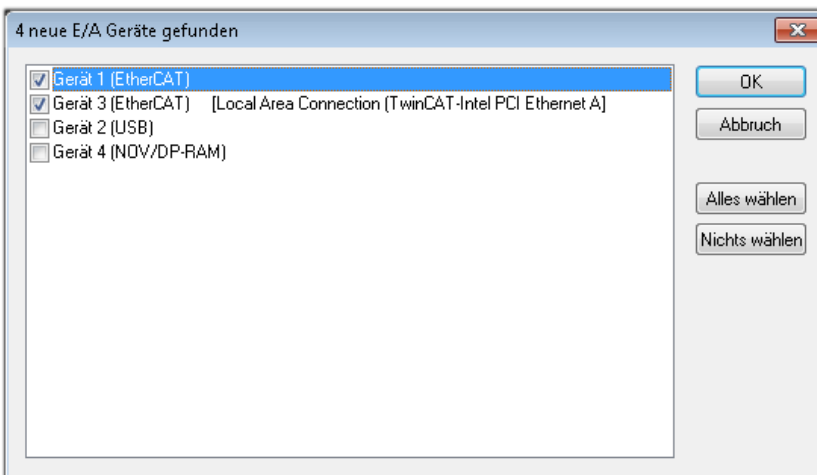 4 neue E/A Geräte gefunden
Gerät 1 (EtherCAT)
Gerät 3 (EtherCAT) [Local Area Connection (TwinCAT-Intel PCI Ethernet A]
Gerät 2 (USB)
Gerät 4 (NOV/DP-RAM)
OK
Abbruch
Alles wählen
Nichts wählen